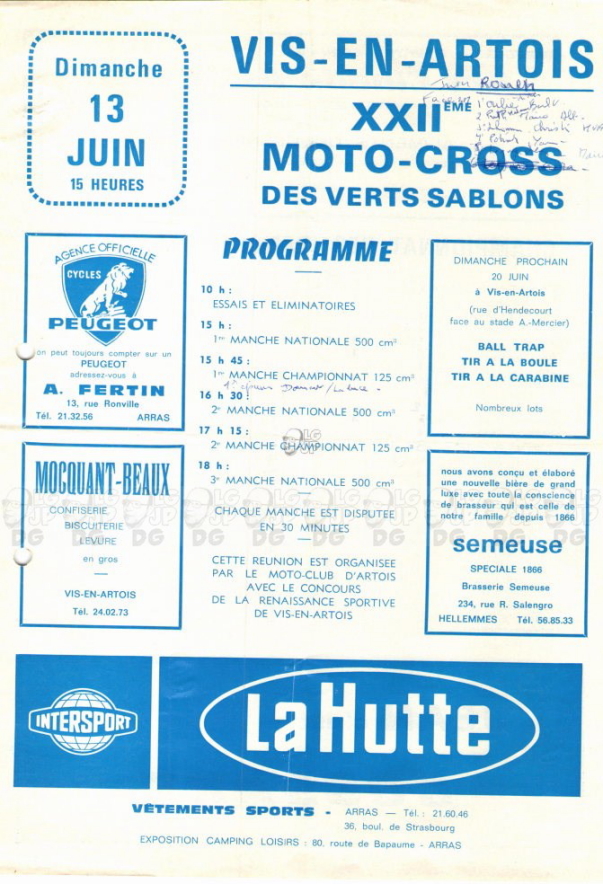 Dimanche
13
JUIN
15 HEURES
VIS-EN-ARTOIS
XXII ÈME
MOTO-CROSS
DES VERTS SABLONS
AGENCE OFFICIELLE
CYCLES
PEUGEOT
on peut toujours compter sur un
PEUGEOT
adressez-vous à
A. FERTIN
13, rue Ronville
Tél. 21.32.56 ARRAS
MOCQUANT-BEAUX
CONFISERIE
BISCUITERIE
LEVURE
en gros
VIS-EN-ARTOIS
Tél. 24.02.73
PROGRAMME
10 h :
ESSAIS ET ELIMINATOIRES
15 h :
1re MANCHE NATIONALE 500 cm³
15 h 45 :
1re MANCHE CHAMPIONNAT 125 cm³
16 h 30 :
2e MANCHE NATIONALE 500 cm³
17 h 15 :
2e MANCHE CHAMPIONNAT 125 cm³
18 h :
3e MANCHE NATIONALE 500 cm³
CHAQUE MANCHE EST DISPUTEE
EN 30 MINUTES
CETTE REUNION EST ORGANISEE
PAR LE MOTO-CLUB D'ARTOIS
AVEC LE CONCOURS
DE LA RENAISSANCE SPORTIVE
DE VIS-EN-ARTOIS
DIMANCHE PROCHAIN
20 JUIN
à Vis-en-Artois
(rue d'Hendecourt
face au stade A.-Mercier)
BALL TRAP
TIR A LA BOULE
TIR A LA CARABINE
Nombreux lots
nous avons conçu et élaboré
une nouvelle bière de grand
luxe avec toute la conscience
de brasseur qui est celle de
notre famille depuis 1866
semeuse
SPECIALE 1866
Brasserie Semeuse
234, rue R. Salengro
HELLEMMES Tél. 56.85.33
INTERSPORT
La Hutte
VÊTEMENTS SPORTS - ARRAS — Tél. : 21.60.46
36, boul. de Strasbourg
EXPOSITION CAMPING LOISIRS : 80, route de Bapaume - ARRAS
LG
JP
DG